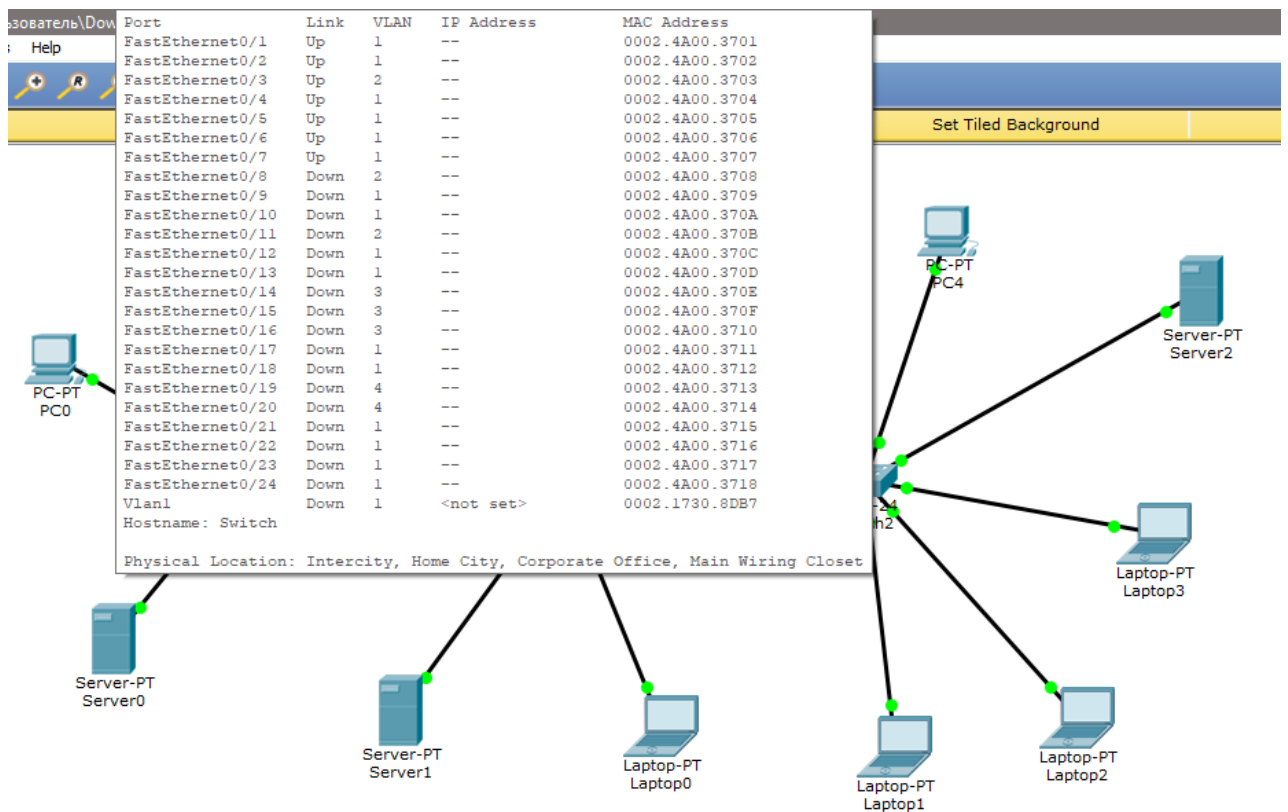 ьзователь\Dow
Help
Set Tiled Background
Port Link VLAN IP Address MAC Address
FastEthernet0/1 Up 1 -- 0002.4A00.3701
FastEthernet0/2 Up 1 -- 0002.4A00.3702
FastEthernet0/3 Up 2 -- 0002.4A00.3703
FastEthernet0/4 Up 1 -- 0002.4A00.3704
FastEthernet0/5 Up 1 -- 0002.4A00.3705
FastEthernet0/6 Up 1 -- 0002.4A00.3706
FastEthernet0/7 Up 1 -- 0002.4A00.3707
FastEthernet0/8 Down 2 -- 0002.4A00.3708
FastEthernet0/9 Down 1 -- 0002.4A00.3709
FastEthernet0/10 Down 1 -- 0002.4A00.370A
FastEthernet0/11 Down 2 -- 0002.4A00.370B
FastEthernet0/12 Down 1 -- 0002.4A00.370C
FastEthernet0/13 Down 1 -- 0002.4A00.370D
FastEthernet0/14 Down 3 -- 0002.4A00.370E
FastEthernet0/15 Down 3 -- 0002.4A00.370F
FastEthernet0/16 Down 3 -- 0002.4A00.3710
FastEthernet0/17 Down 1 -- 0002.4A00.3711
FastEthernet0/18 Down 1 -- 0002.4A00.3712
FastEthernet0/19 Down 4 -- 0002.4A00.3713
FastEthernet0/20 Down 4 -- 0002.4A00.3714
FastEthernet0/21 Down 1 -- 0002.4A00.3715
FastEthernet0/22 Down 1 -- 0002.4A00.3716
FastEthernet0/23 Down 1 -- 0002.4A00.3717
FastEthernet0/24 Down 1 -- 0002.4A00.3718
Vlan1 Down 1 <not set> 0002.1730.8DB7
Hostname: Switch
Physical Location: Intercity, Home City, Corporate Office, Main Wiring Closet
PC-PT
PC4
Server-PT
Server2
PC-PT
PC0
-24
h2
Laptop-PT
Laptop3
Server-PT
Server0
Server-PT
Server1
Laptop-PT
Laptop0
Laptop-PT
Laptop2
Laptop-PT
Laptop1